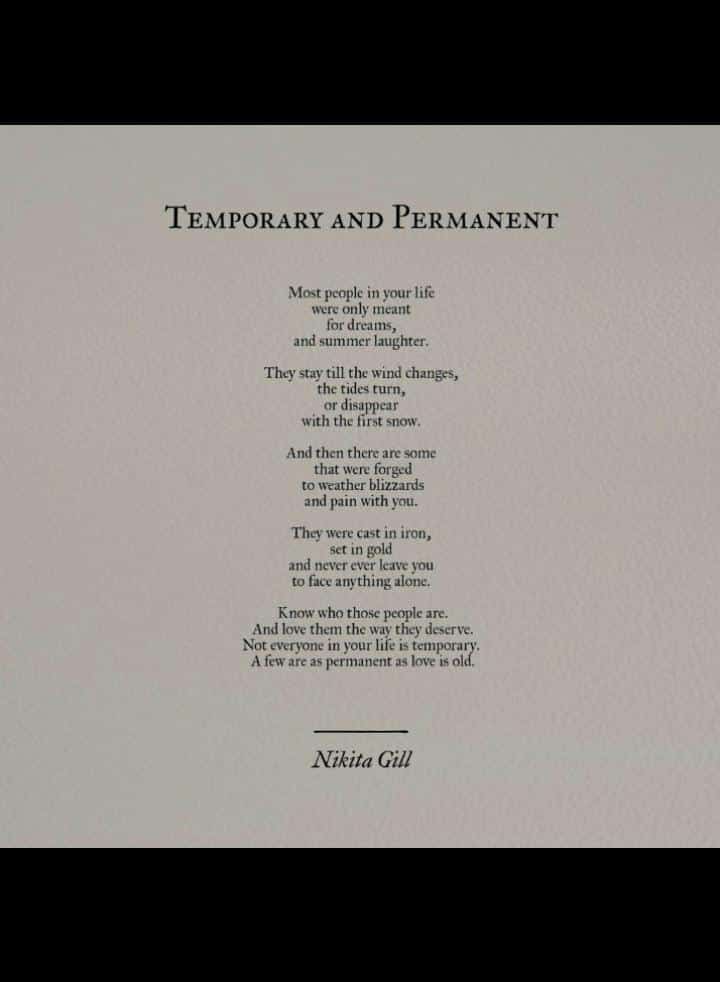 TEMPORARY AND PERMANENT
Most people in your life
were only meant
for dreams,
and summer laughter.
They stay till the wind changes,
the tides turn,
or disappear
with the first snow.
And then there are some
that were forged
to weather blizzards
and pain with you.
They were cast in iron,
set in gold
and never ever leave you
to face anything alone.
Know who those people are.
And love them the way they deserve.
Not everyone in your life is temporary.
A few are as permanent as love is old.
Nikita Gill